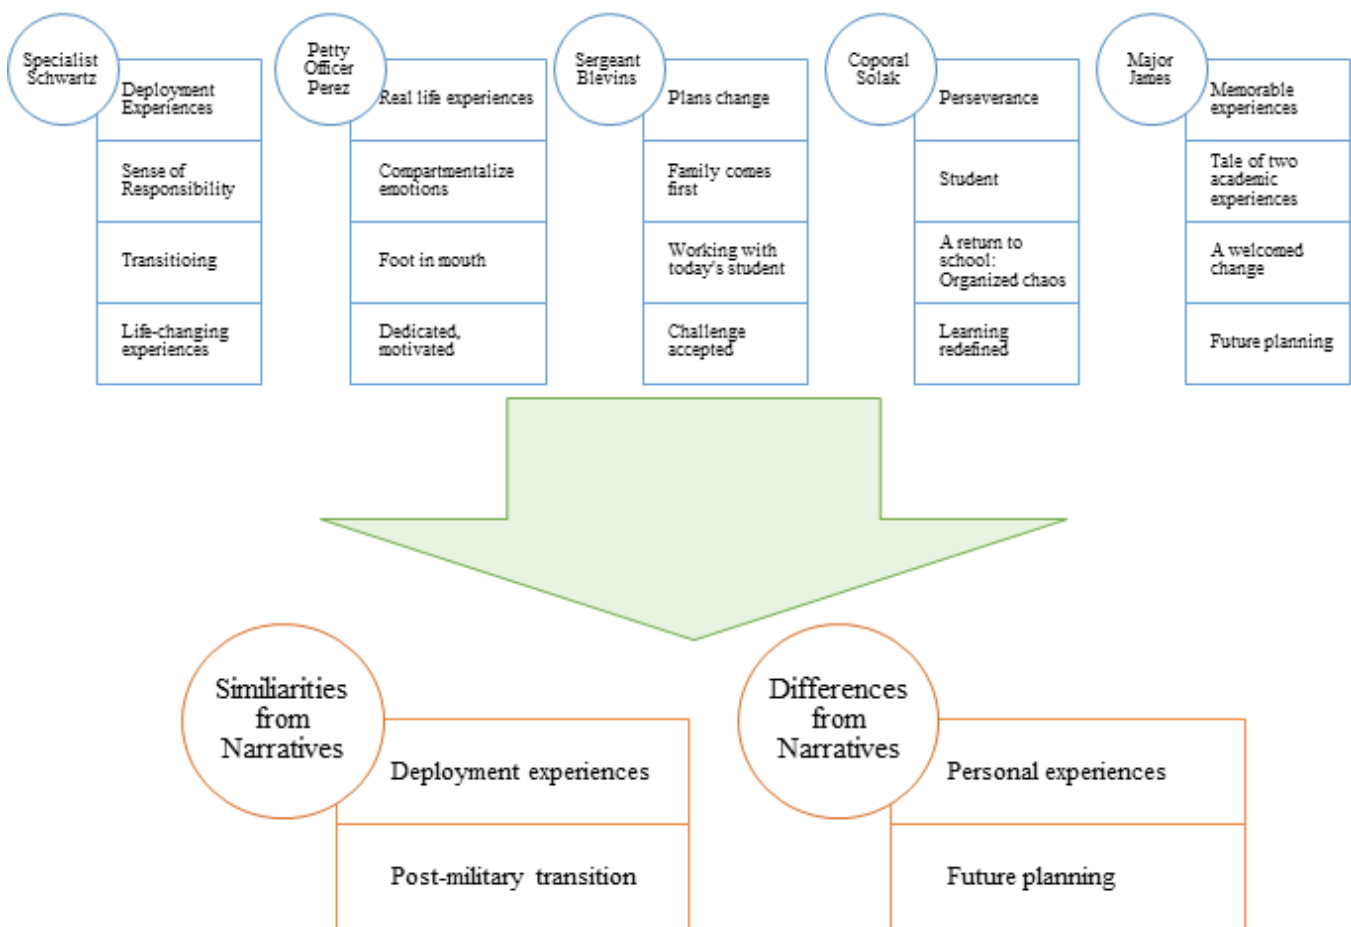 Specialist
Schwartz
Deployment
Experiences
Sense of
Responsibility
Transitioing
Life-changing
experiences
Petty
Officer
Perez
Real life experiences
Compartmentalize
emotions
Foot in mouth
Dedicated,
motivated
Sergeant
Blevins
Plans change
Family comes
first
Working with
today's student
Challenge
accepted
Coporal
Solak
Perseverance
Student
A return to
school:
Organized chaos
Learning
redefined
Major
James
Memorable
experiences
Tale of two
academic
experiences
A welcomed
change
Future planning
Similiarities
from
Narratives
Deployment experiences
Post-military transition
Differences
from
Narratives
Personal experiences
Future planning